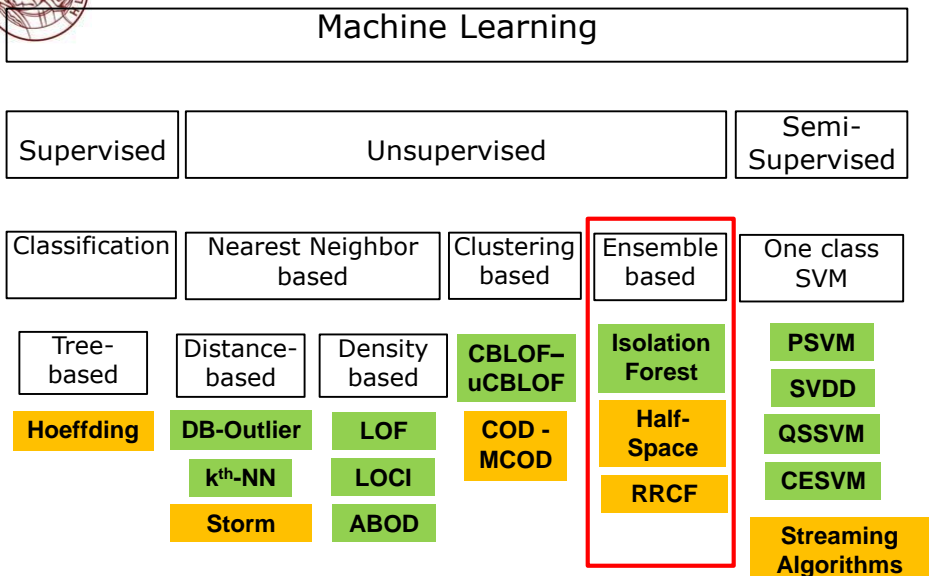 Machine Learning
Supervised
Unsupervised
Semi-
Supervised
Classification
Nearest Neighbor
based
Clustering
based
Ensemble
based
One class
SVM
Tree-
based
Distance-
based
Density
based
CBLOF–
uCBLOF
Isolation
Forest
PSVM
SVDD
Hoeffding
DB-Outlier
LOF
COD -
MCOD
Half-
Space
QSSVM
kth-NN
LOCI
RRCF
CESVM
Storm
ABOD
Streaming
Algorithms